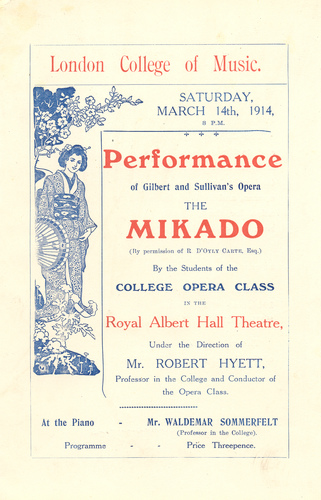 London College of Music.
SATURDAY,
MARCH 14th, 1914,
8 P.M.
Performance
of Gilbert and Sullivan's Opera
THE
MIKADO
(By permission of R D'OYLY CARTE, Esq.)
By the Students of the
COLLEGE OPERA CLASS
IN THE
Royal Albert Hall Theatre,
Under the Direction of
Mr. ROBERT HYETT,
Professor in the College and Conductor of
the Opera Class.
At the Piano - Mr. WALDEMAR SOMMERFELT
(Professor in the College).
Programme - - Price Threepence.